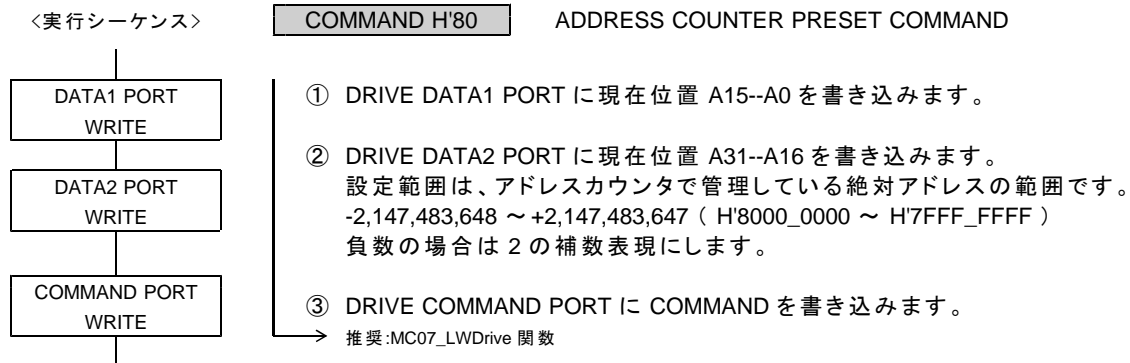 <実行シーケンス>
COMMAND H'80
ADDRESS COUNTER PRESET COMMAND
DATA1 PORT
WRITE
DATA2 PORT
WRITE
COMMAND PORT
WRITE
① DRIVE DATA1 PORT に現在位置 A15--A0 を書き込みます。
② DRIVE DATA2 PORT に現在位置 A31--A16 を書き込みます。
設定範囲は、アドレスカウンタで管理している絶対アドレスの範囲です。
-2,147,483,648 ～ +2,147,483,647 ( H'8000_0000 ～ H'7FFF_FFFF )
負数の場合は 2 の補数表現にします。
③ DRIVE COMMAND PORT に COMMAND を書き込みます。
推奨:MC07_LWDrive 関数